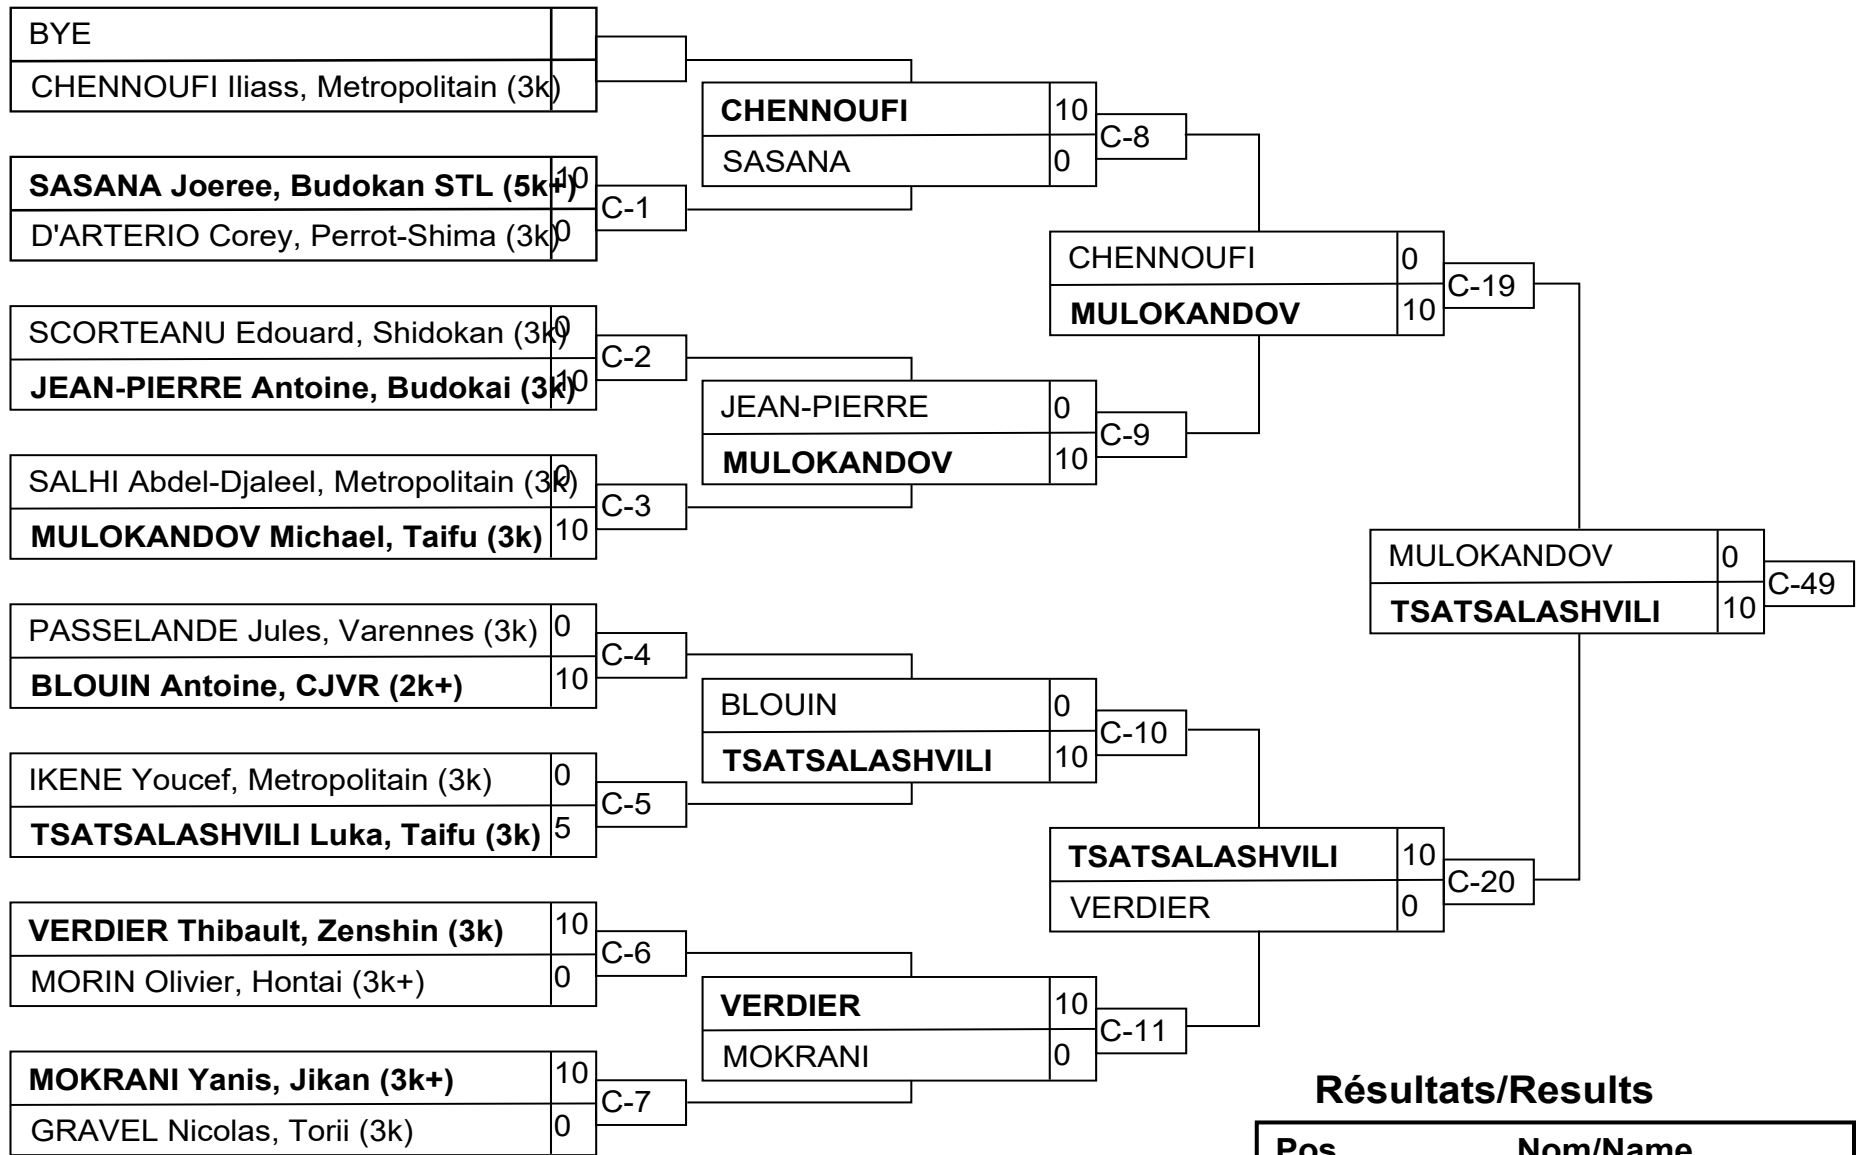 BYE
CHENNOUFI Iliass, Metropolitain (3k)
SASANA Joeree, Budokan STL (5k+) 10
D'ARTERIO Corey, Perrot-Shima (3k) 0
C-1
SCORTEANU Edouard, Shidokan (3k) 0
JEAN-PIERRE Antoine, Budokai (3k) 10
C-2
SALHI Abdel-Djaleel, Metropolitain (3k) 0
MULOKANDOV Michael, Taifu (3k) 10
C-3
PASSELANDE Jules, Varennes (3k) 0
BLOUIN Antoine, CJVR (2k+) 10
C-4
IKENE Youcef, Metropolitain (3k) 0
TSATSALASHVILI Luka, Taifu (3k) 5
C-5
VERDIER Thibault, Zenshin (3k) 10
MORIN Olivier, Hontai (3k+) 0
C-6
MOKRANI Yanis, Jikan (3k+) 10
GRAVEL Nicolas, Torii (3k) 0
C-7
CHENNOUFI 10
SASANA 0
C-8
JEAN-PIERRE 0
MULOKANDOV 10
C-9
BLOUIN 0
TSATSALASHVILI 10
C-10
VERDIER 10
MOKRANI 0
C-11
CHENNOUFI 0
MULOKANDOV 10
C-19
TSATSALASHVILI 10
VERDIER 0
C-20
MULOKANDOV 0
TSATSALASHVILI 10
C-49
Résultats/Results
Pos Nom/Name